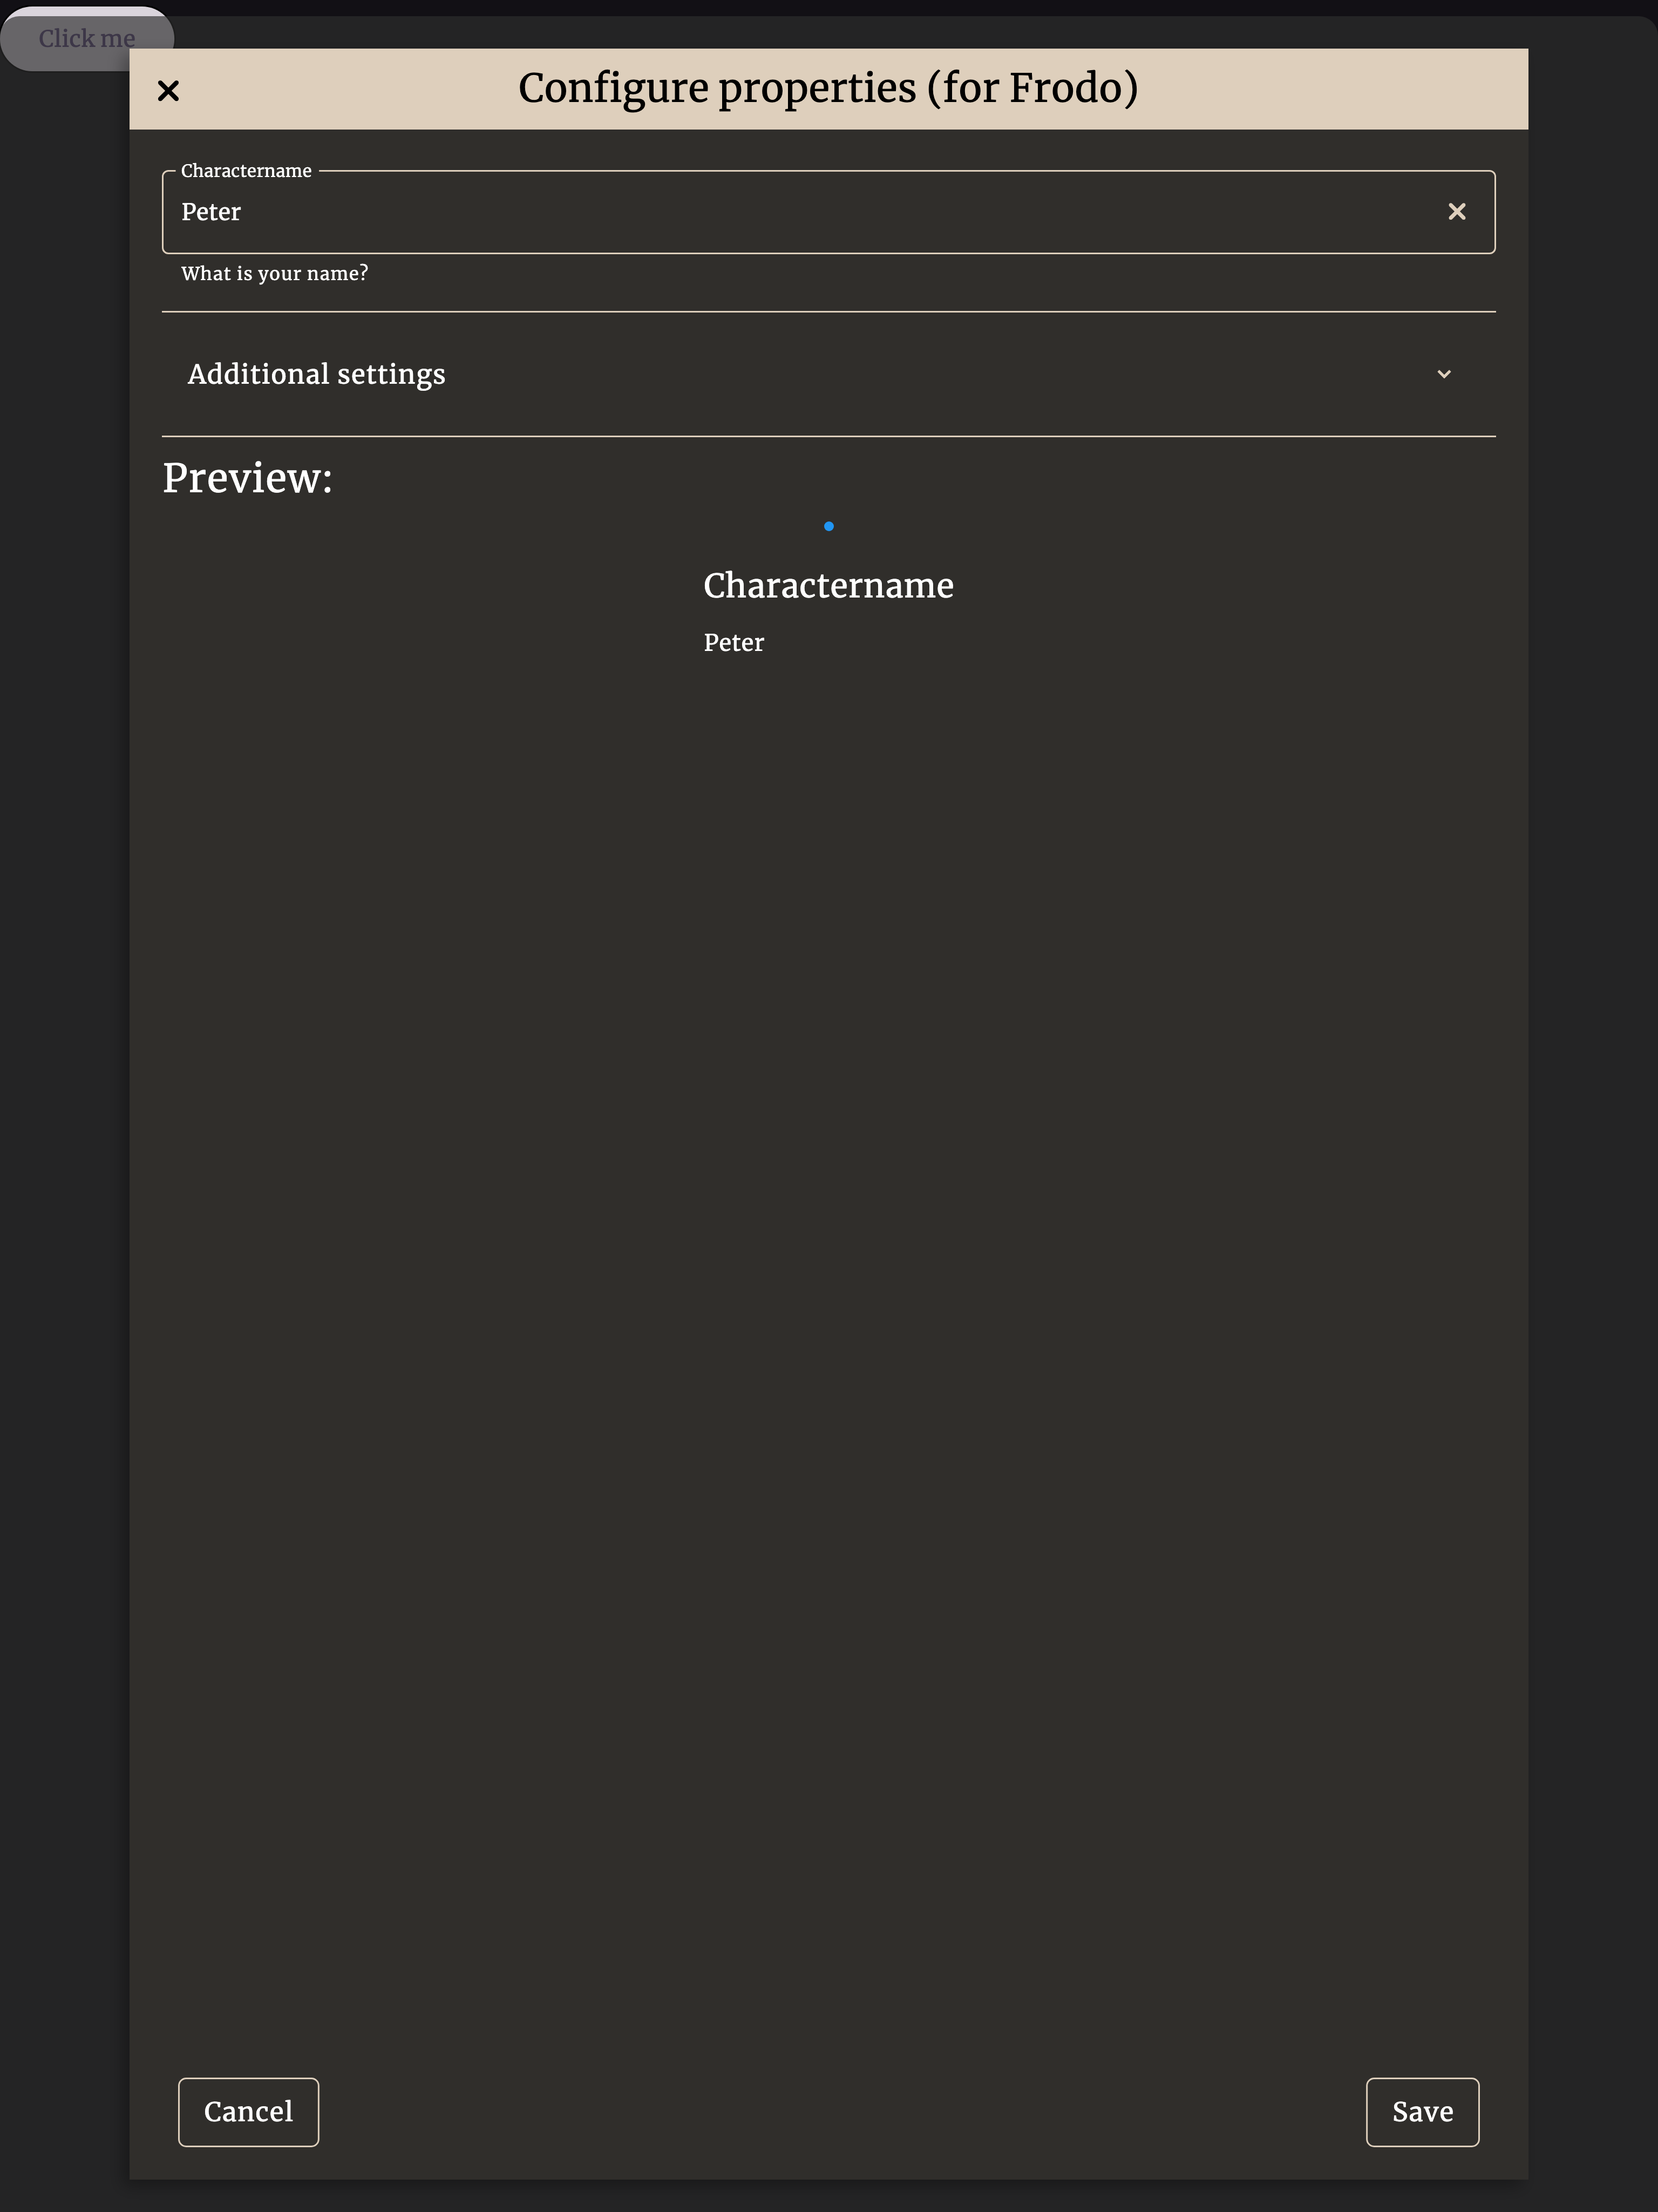 Click me
Configure properties (for Frodo)
Charactername
Peter
What is your name?
Additional settings
Preview:
Charactername
Peter
Cancel
Save